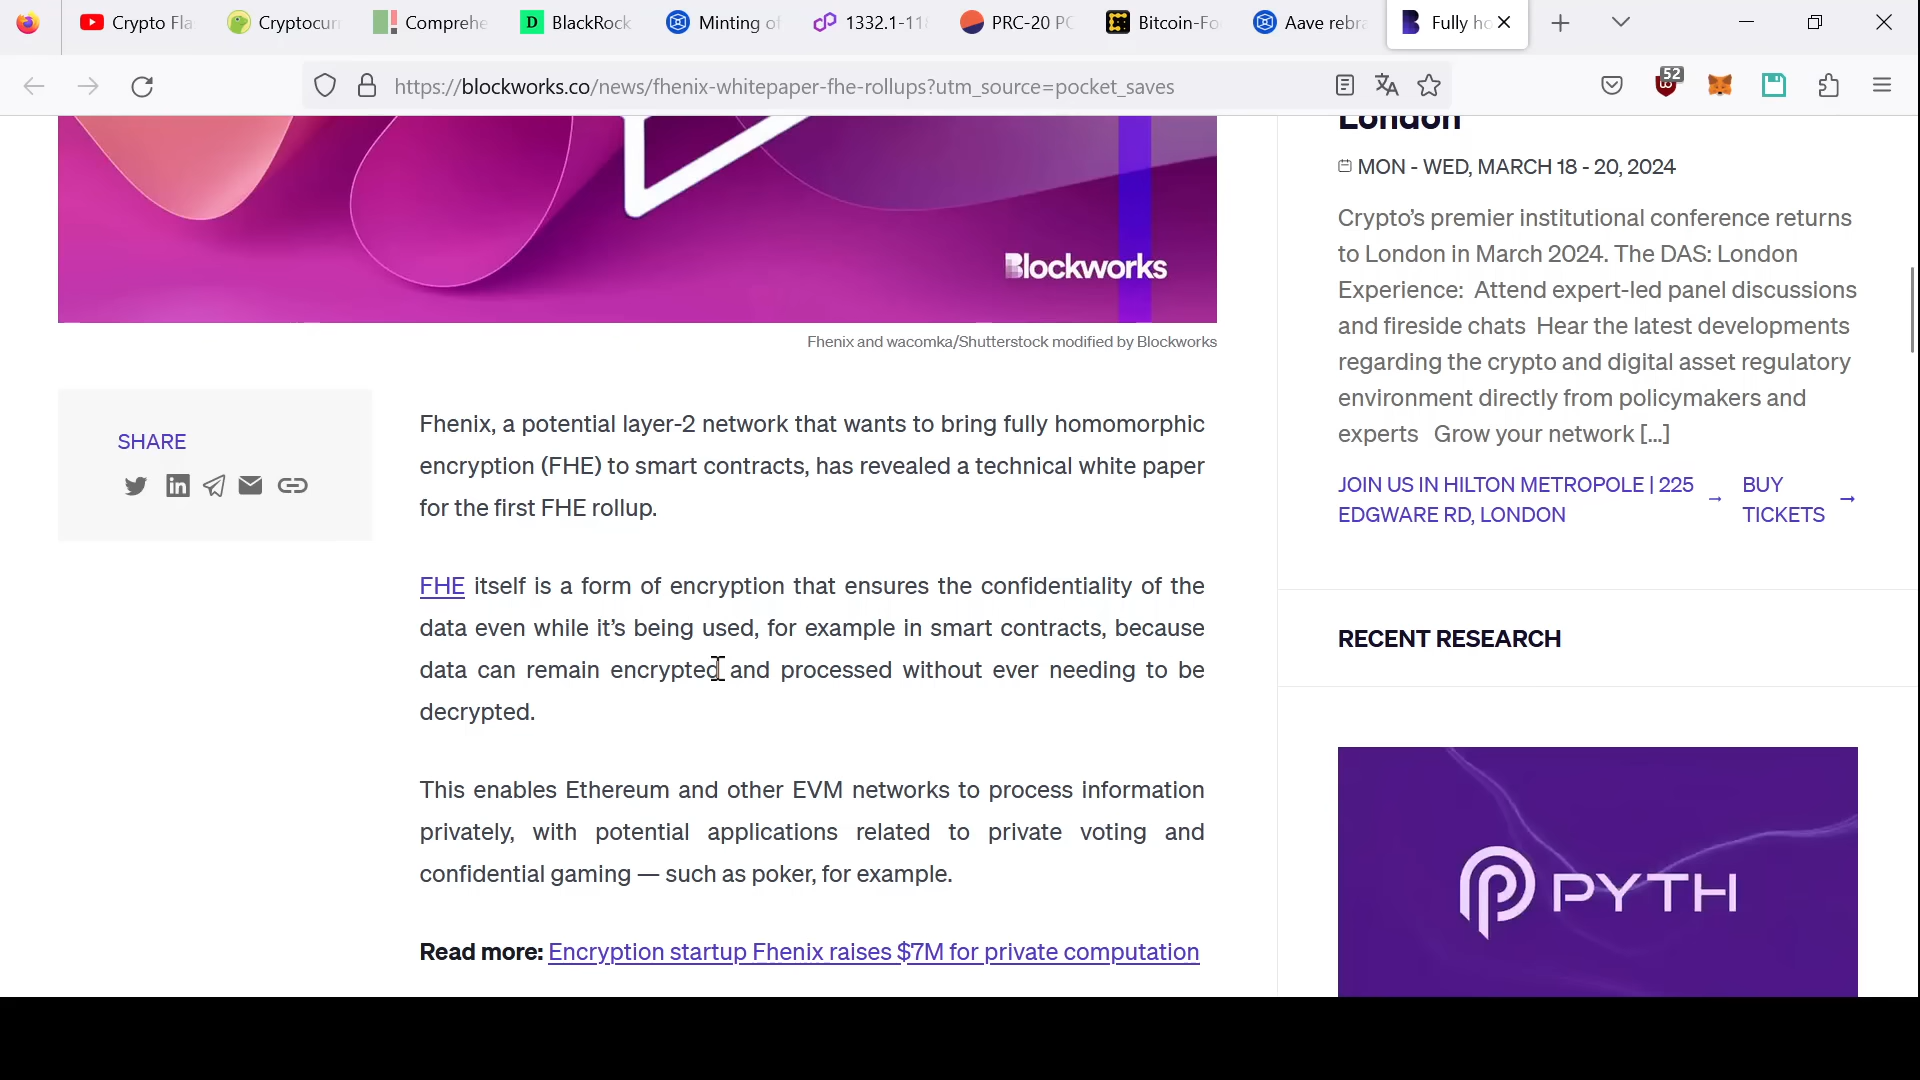 Crypto Fla
Cryptocur
Comprehe
BlackRock
Minting of
1332.1-11
PRC-20 PO
Bitcoin-Fo
Aave rebra
Fully ho
https://blockworks.co/news/fhenix-whitepaper-fhe-rollups?utm_source=pocket_saves
52
Blockworks
Fhenix and wacomka/Shutterstock modified by Blockworks
SHARE
Fhenix, a potential layer-2 network that wants to bring fully homomorphic
encryption (FHE) to smart contracts, has revealed a technical white paper
for the first FHE rollup.
FHE itself is a form of encryption that ensures the confidentiality of the
data even while it's being used, for example in smart contracts, because
data can remain encrypted and processed without ever needing to be
decrypted.
This enables Ethereum and other EVM networks to process information
privately, with potential applications related to private voting and
confidential gaming — such as poker, for example.
Read more: Encryption startup Fhenix raises $7M for private computation
London
MON - WED, MARCH 18 - 20, 2024
Crypto's premier institutional conference returns
to London in March 2024. The DAS: London
Experience: Attend expert-led panel discussions
and fireside chats Hear the latest developments
regarding the crypto and digital asset regulatory
environment directly from policymakers and
experts Grow your network [...]
JOIN US IN HILTON METROPOLE | 225
EDGWARE RD, LONDON
BUY
TICKETS
RECENT RESEARCH
PYTH